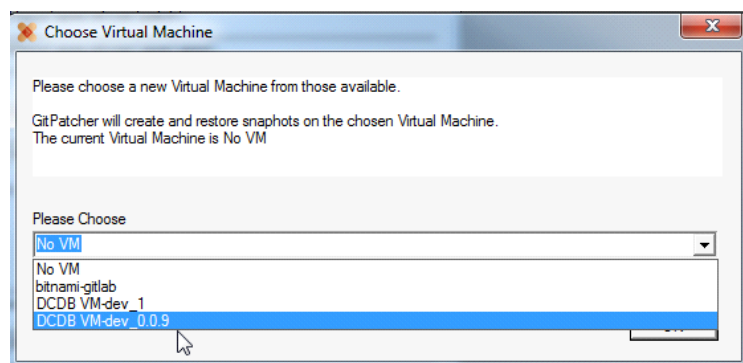 Choose Virtual Machine
Please choose a new Virtual Machine from those available.
GitPatcher will create and restore snaphots on the chosen Virtual Machine.
The current Virtual Machine is No VM
Please Choose
No VM
No VM
bitnami-gitlab
DCDB VM-dev_1
DCDB VM-dev_0.0.9